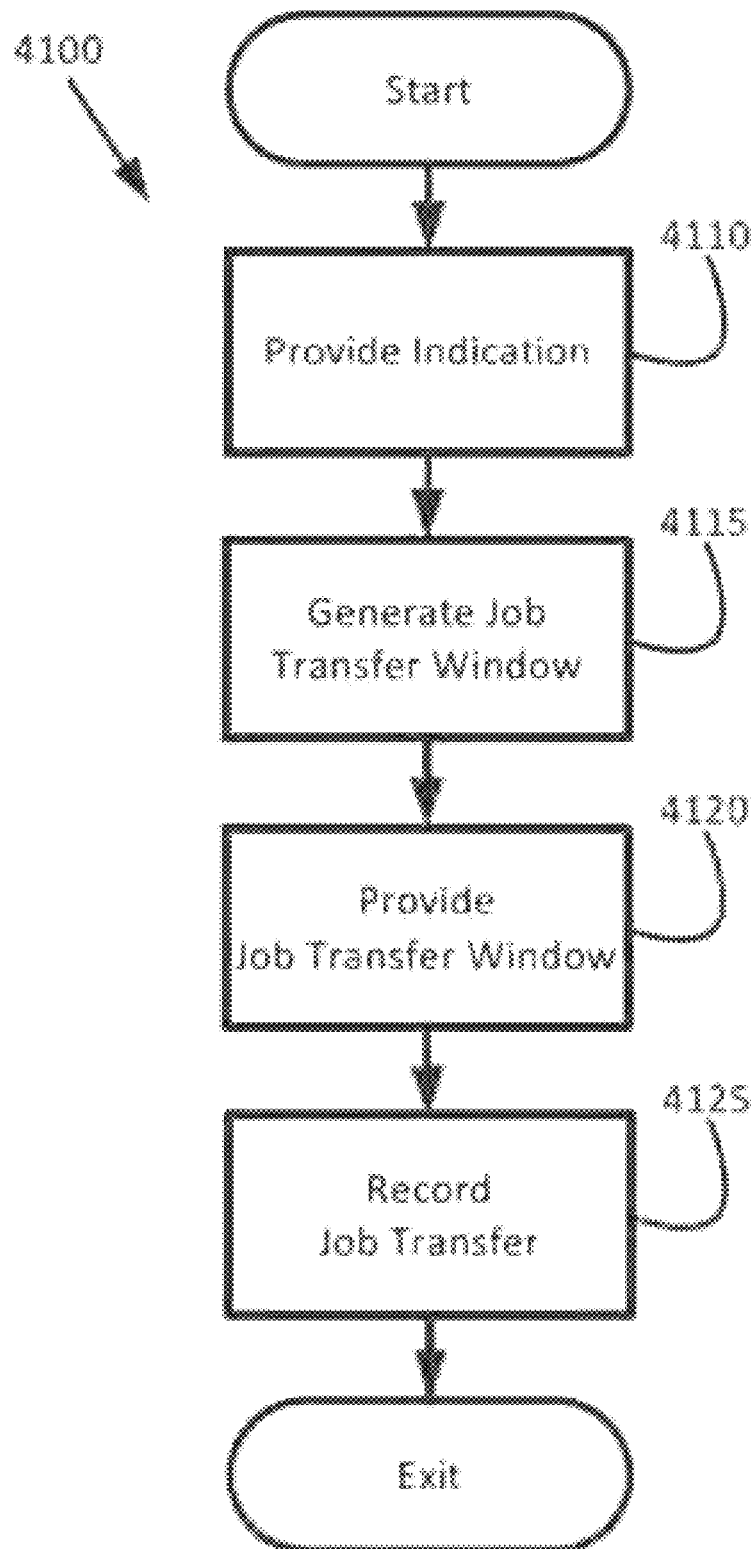 4100
Start
4110
Provide Indication
4115
Generate Job
Transfer Window
4120
Provide
Job Transfer Window
4125
Record
Job Transfer
Exit